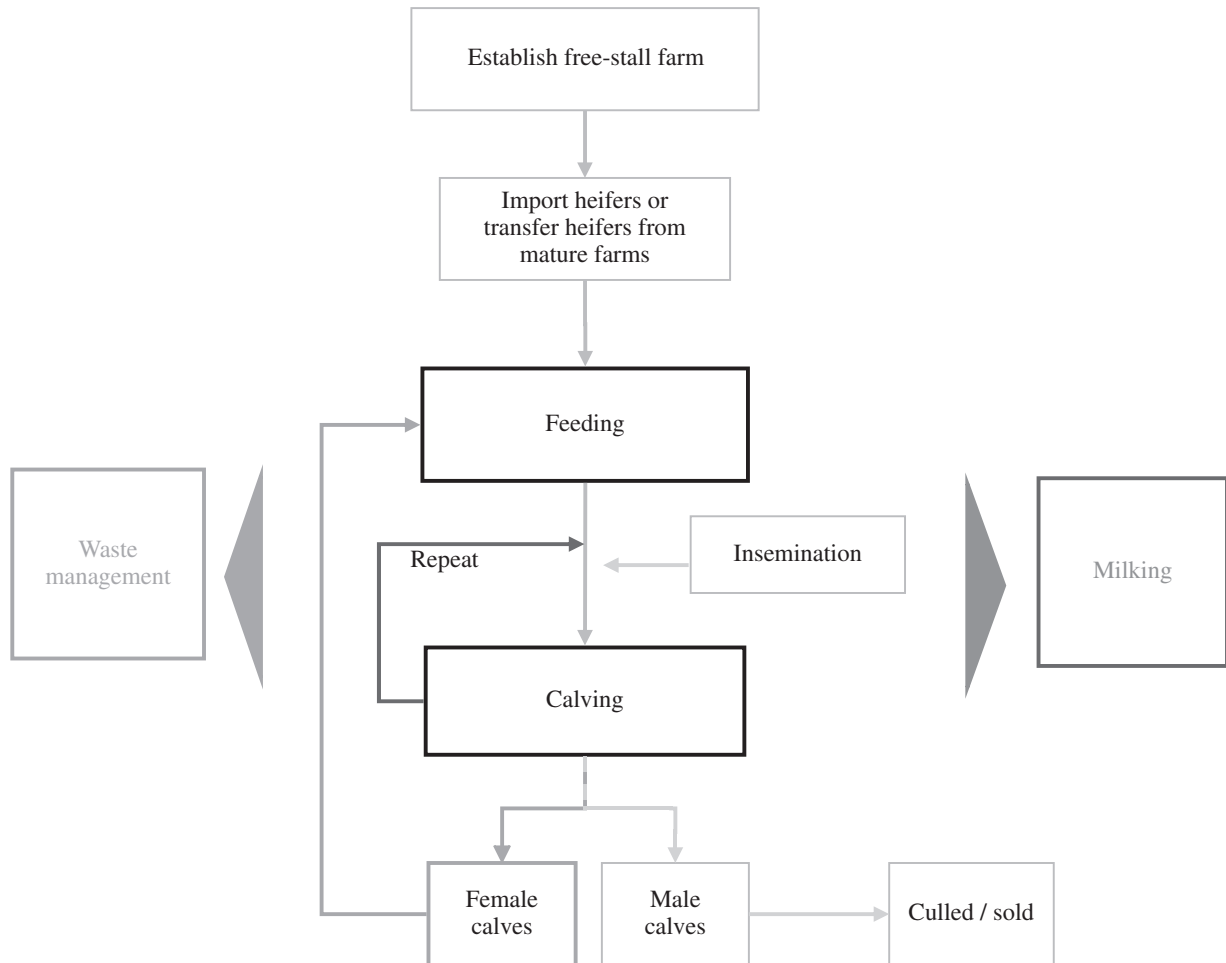 Establish free-stall farm
Import heifers or
transfer heifers from
mature farms
Feeding
Waste
management
Repeat
Insemination
Milking
Calving
Female
calves
Male
calves
Culled / sold